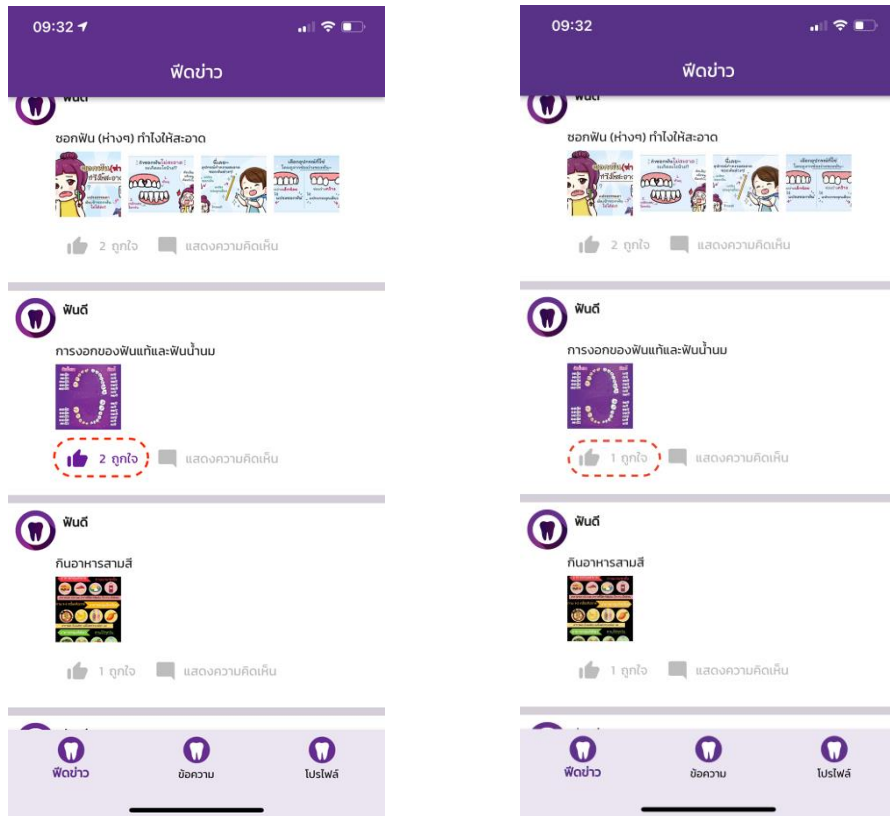 09:32
ฟีดข่าว
ฟันดี
ซอกฟัน (ห่างๆ) ทำไงให้สะอาด
2 ถูกใจ แสดงความคิดเห็น
ฟันดี
การงอกของฟันแท้และฟันน้ำนม
2 ถูกใจ แสดงความคิดเห็น
ฟันดี
กินอาหารสามสี
1 ถูกใจ แสดงความคิดเห็น
ฟีดข่าว ข้อความ โปรไฟล์
09:32
ฟีดข่าว
ฟันดี
ซอกฟัน (ห่างๆ) ทำไงให้สะอาด
2 ถูกใจ แสดงความคิดเห็น
ฟันดี
การงอกของฟันแท้และฟันน้ำนม
1 ถูกใจ แสดงความคิดเห็น
ฟันดี
กินอาหารสามสี
1 ถูกใจ แสดงความคิดเห็น
ฟีดข่าว ข้อความ โปรไฟล์